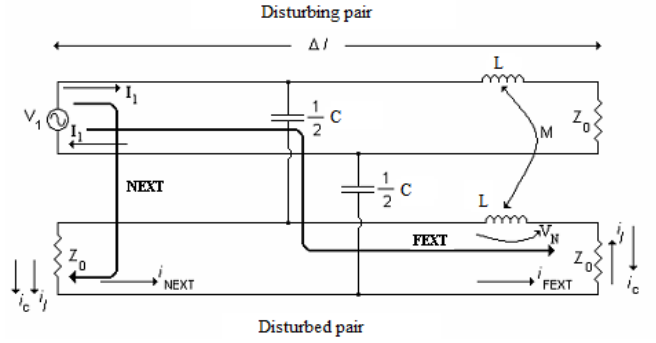 Disturbing pair
Δl
L
I1
V1
I1
1/2 C
Z0
M
1/2 C
NEXT
L
FEXT
VN
Z0
iNEXT
iFEXT
Z0
ic il
il ic
Disturbed pair